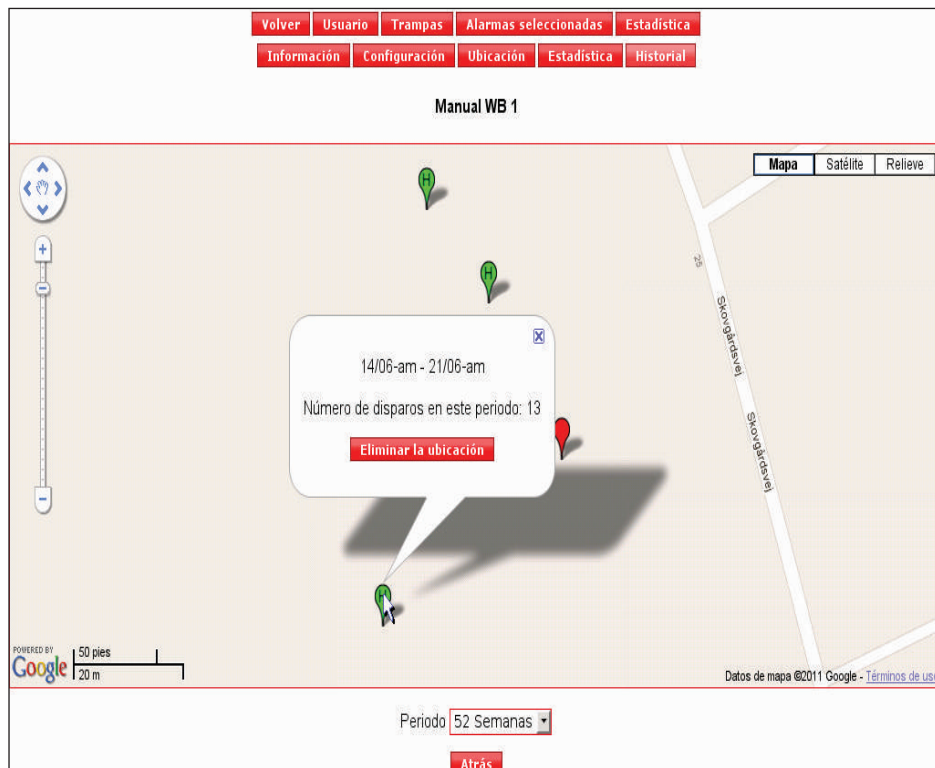 Volver Usuario Trampas Alarmas seleccionadas Estadística
Información Configuración Ubicación Estadística Historial
Manual WB 1
Mapa Satélite Relieve
H
H
25
Skovgårdsvej
14/06-am - 21/06-am
Número de disparos en este periodo: 13
Eliminar la ubicación
Skovgårdsvej
H
POWERED BY
Google
50 pies
20 m
Datos de mapa ©2011 Google - Términos de uso
Periodo 52 Semanas
Atrás